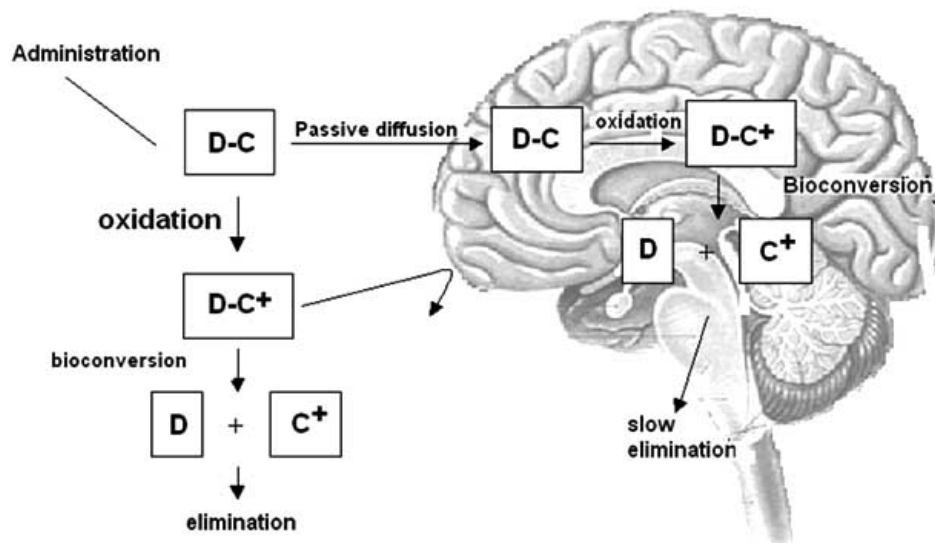 Administration
D-C
Passive diffusion
D-C
oxidation
D-C+
Bioconversion
oxidation
D
+
C+
D-C+
bioconversion
D
+
C+
slow
elimination
elimination